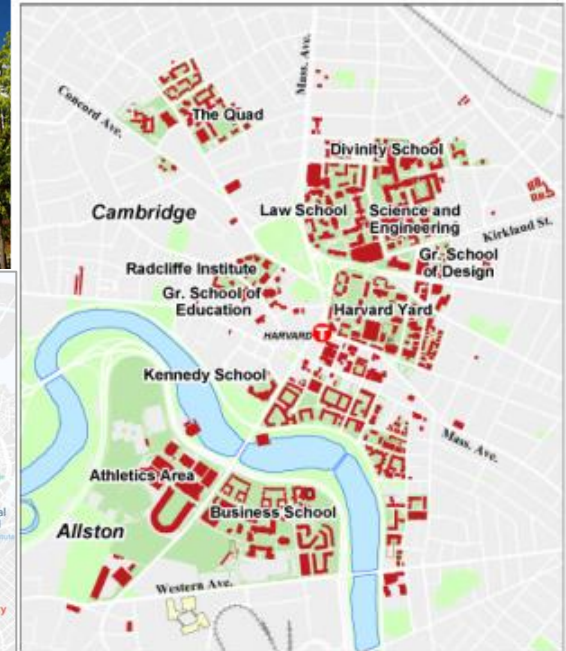 Mass. Ave.
Concord Ave.
The Quad
Divinity School
Cambridge
Law School
Science and
Engineering
Kirkland St.
Radcliffe Institute
Gr. School
of Design
Gr. School of
Education
Harvard Yard
HARVARD
T
Kennedy School
Mass. Ave.
Athletics Area
Business School
Allston
Western Ave.